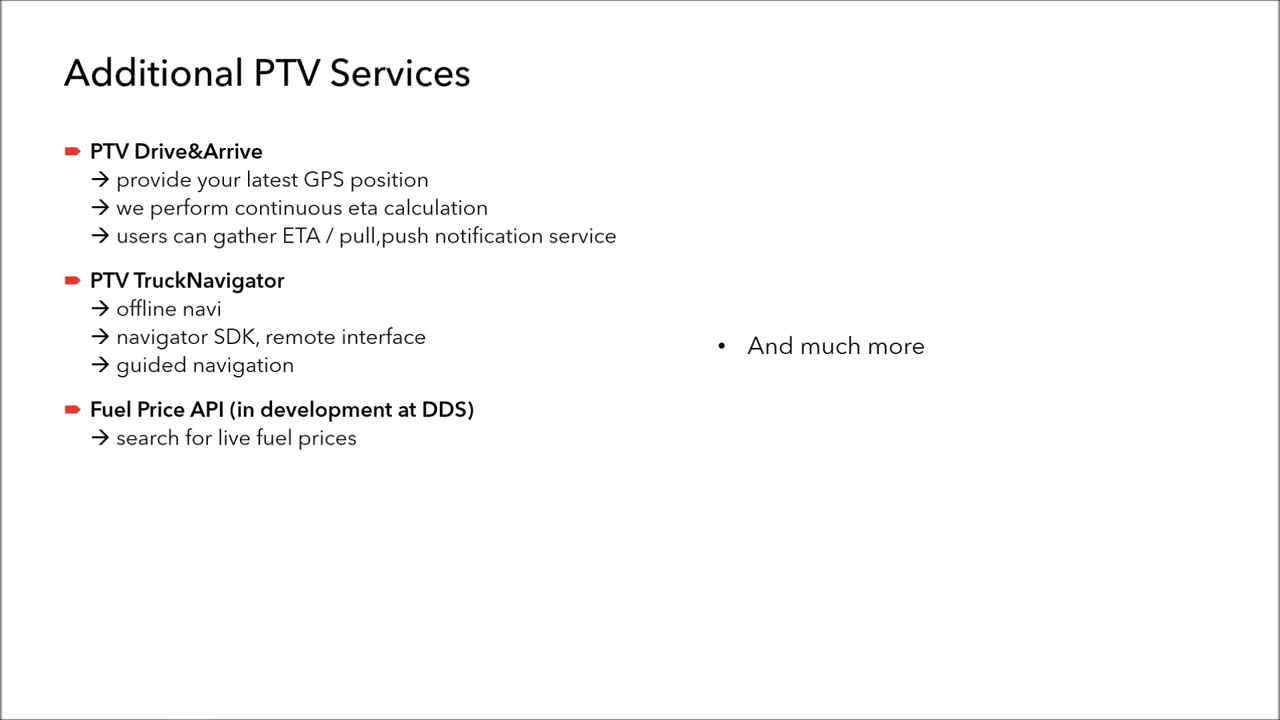 Additional PTV Services
PTV Drive&Arrive
→ provide your latest GPS position
→ we perform continuous eta calculation
→ users can gather ETA / pull,push notification service
PTV TruckNavigator
→ offline navi
→ navigator SDK, remote interface
→ guided navigation
Fuel Price API (in development at DDS)
→ search for live fuel prices
• And much more